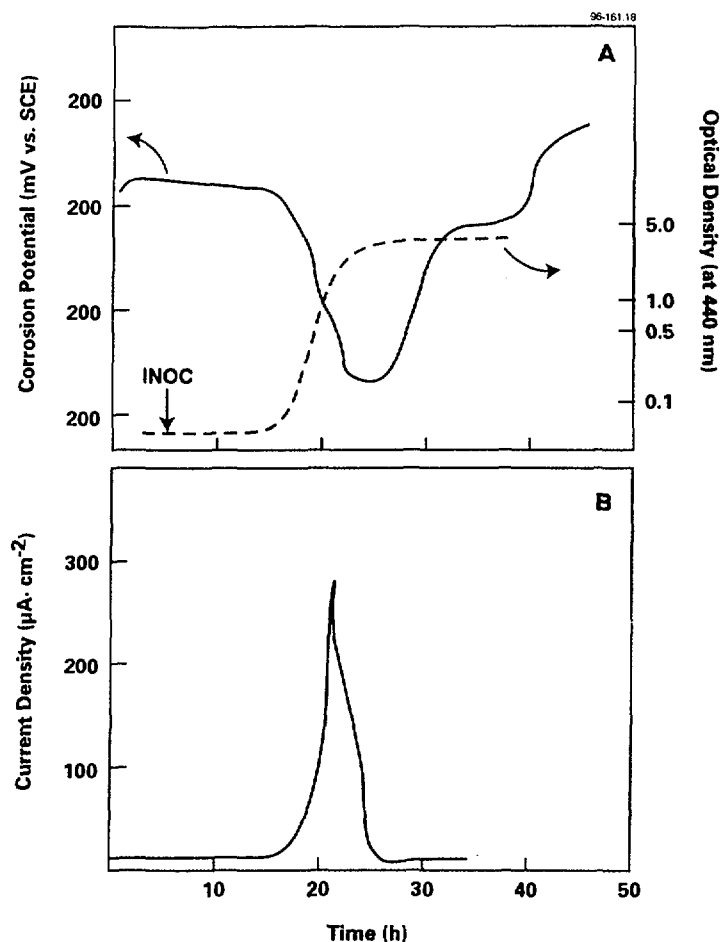 96-161.18
A
Corrosion Potential (mV vs. SCE)
200
200
200
200
INOC
Optical Density (at 440 nm)
5.0
1.0
0.5
0.1
B
Current Density (µA· cm⁻²)
300
200
100
10
20
30
40
50
Time (h)